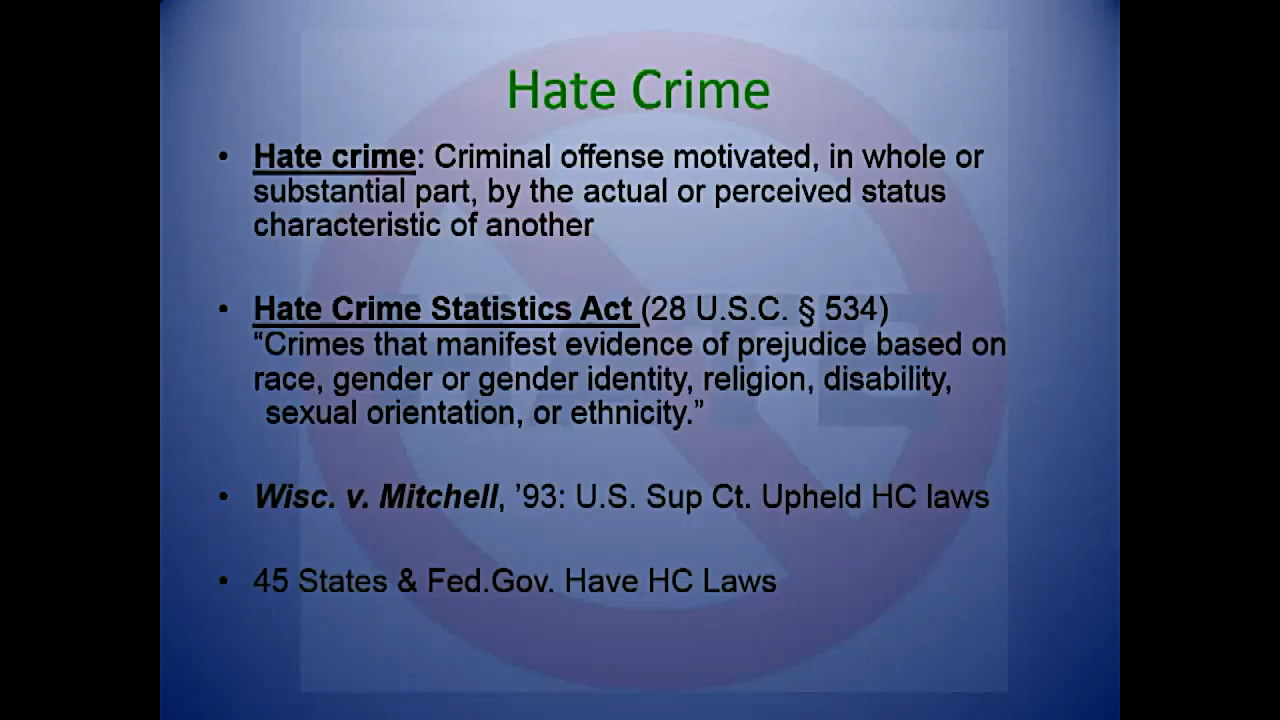 Hate Crime
• Hate crime: Criminal offense motivated, in whole or
substantial part, by the actual or perceived status
characteristic of another
• Hate Crime Statistics Act (28 U.S.C. § 534)
“Crimes that manifest evidence of prejudice based on
race, gender or gender identity, religion, disability,
sexual orientation, or ethnicity.”
• Wisc. v. Mitchell, ’93: U.S. Sup Ct. Upheld HC laws
• 45 States & Fed.Gov. Have HC Laws
HATE